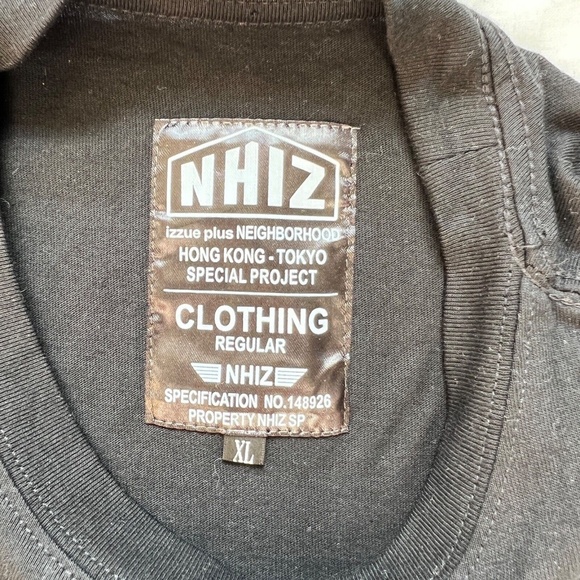 NHIZ
izzue plus NEIGHBORHOOD
HONG KONG - TOKYO
SPECIAL PROJECT
CLOTHING
REGULAR
NHIZ
SPECIFICATION NO.148926
PROPERTY NHIZ SP
XL